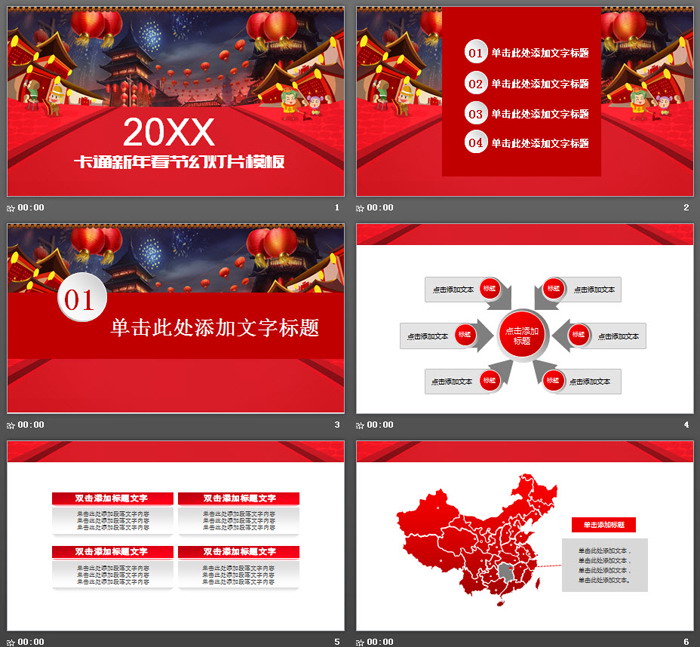 20XX
卡通新年春节幻灯片模板
00:00
1
01 单击此处添加文字标题
02 单击此处添加文字标题
03 单击此处添加文字标题
04 单击此处添加文字标题
00:00
2
01
单击此处添加文字标题
00:00
3
点击添加文本 标题
标题 点击添加文本
点击添加文本 标题
点击添加
标题
标题 点击添加文本
点击添加文本 标题
标题 点击添加文本
00:00
4
双击添加标题文字
单击此处添加段落文字内容
单击此处添加段落文字内容
单击此处添加段落文字内容
双击添加标题文字
单击此处添加段落文字内容
单击此处添加段落文字内容
单击此处添加段落文字内容
双击添加标题文字
单击此处添加段落文字内容
单击此处添加段落文字内容
单击此处添加段落文字内容
双击添加标题文字
单击此处添加段落文字内容
单击此处添加段落文字内容
单击此处添加段落文字内容
00:00
5
单击添加标题
单击此处添加文本,
单击此处添加文本,
单击此处添加文本,
单击此处添加文本。
00:00
6